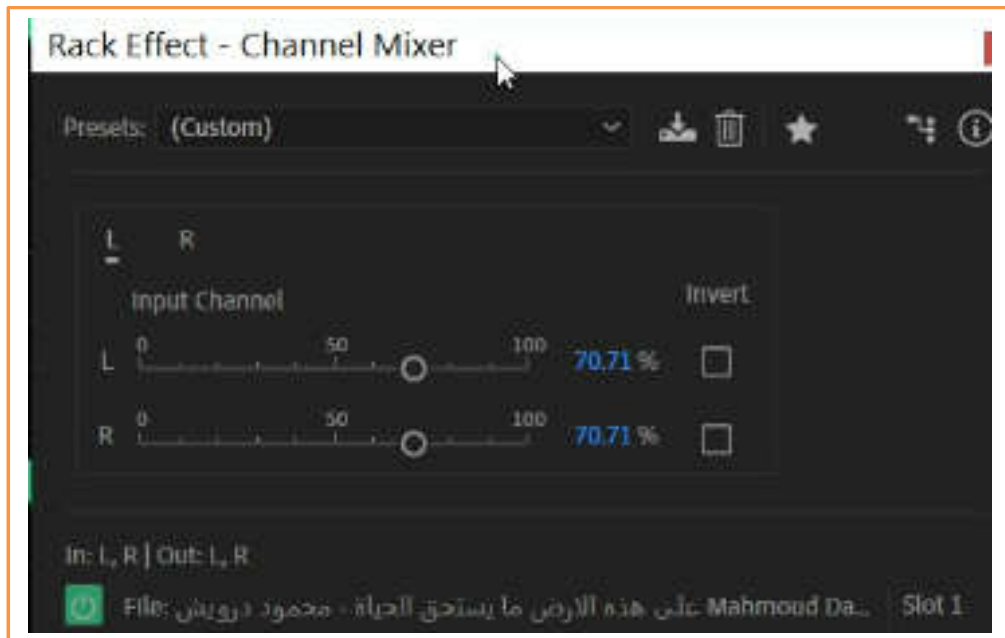 Rack Effect - Channel Mixer
Presets: (Custom)
L R
Input Channel Invert
L 0 50 100 70.71 %
R 0 50 100 70.71 %
In: L, R | Out: L, R
File: على هذه الارض ما يستحق الحياة - محمود درويش Mahmoud Da... Slot 1